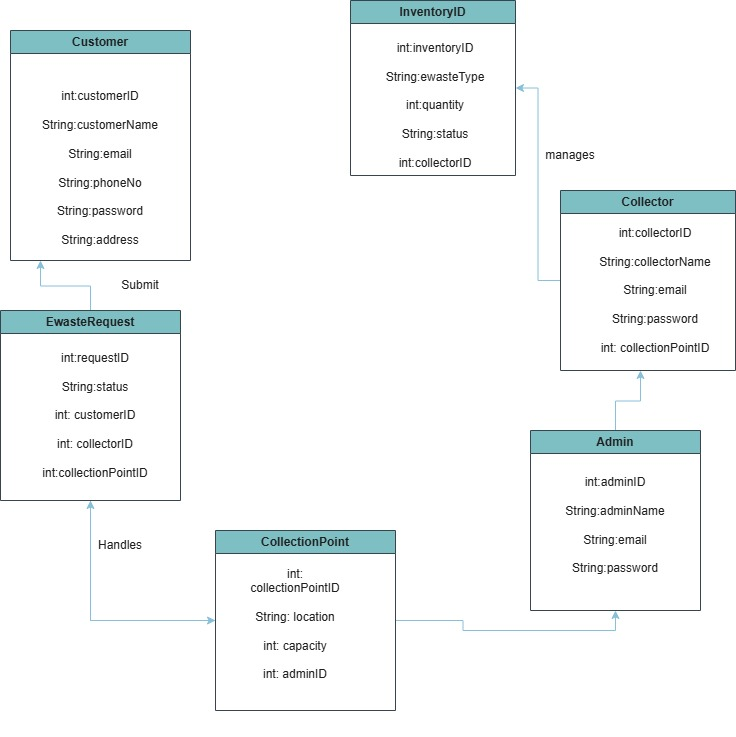 InventoryID
int:inventoryID
String:ewasteType
int:quantity
String:status
int:collectorID
Customer
int:customerID
String:customerName
String:email
String:phoneNo
String:password
String:address
manages
Collector
int:collectorID
String:collectorName
String:email
String:password
int: collectionPointID
Submit
EwasteRequest
int:requestID
String:status
int: customerID
int: collectorID
int:collectionPointID
Admin
int:adminID
String:adminName
String:email
String:password
Handles
CollectionPoint
int:
collectionPointID
String: location
int: capacity
int: adminID